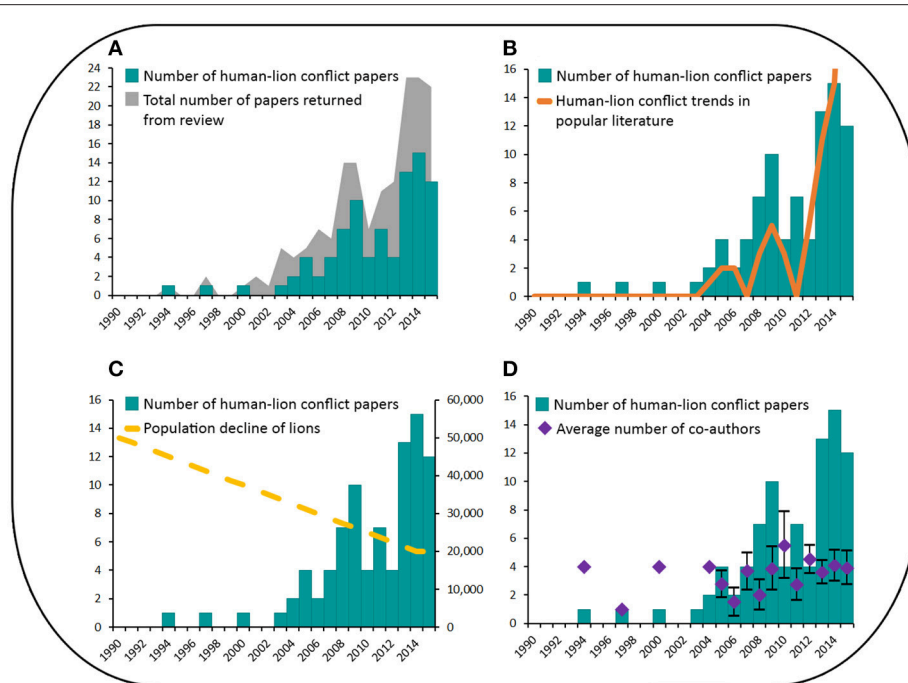 A
24
22
20
18
16
14
12
10
8
6
4
2
0
Number of human-lion conflict papers
Total number of papers returned
from review
1990 1992 1994 1996 1998 2000 2002 2004 2006 2008 2010 2012 2014
B
16
14
12
10
8
6
4
2
0
Number of human-lion conflict papers
Human-lion conflict trends in
popular literature
1990 1992 1994 1996 1998 2000 2002 2004 2006 2008 2010 2012 2014
C
16
14
12
10
8
6
4
2
0
Number of human-lion conflict papers
Population decline of lions
60,000
50,000
40,000
30,000
20,000
10,000
0
1990 1992 1994 1996 1998 2000 2002 2004 2006 2008 2010 2012 2014
D
16
14
12
10
8
6
4
2
0
Number of human-lion conflict papers
Average number of co-authors
1990 1992 1994 1996 1998 2000 2002 2004 2006 2008 2010 2012 2014